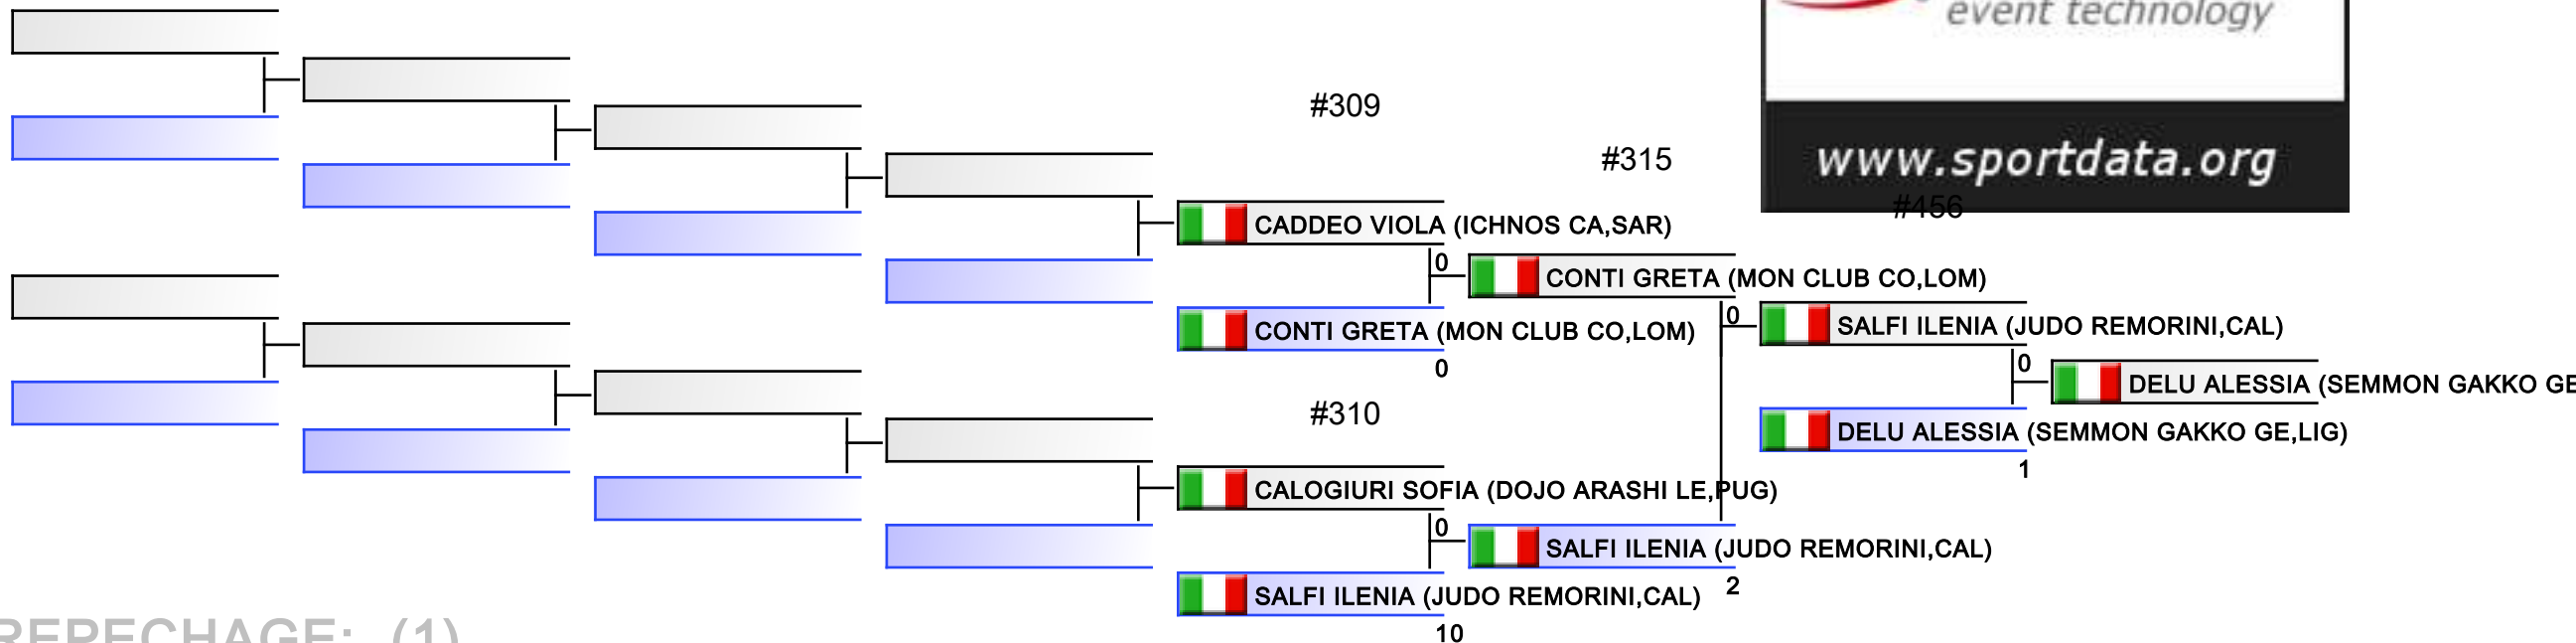 event technology
www.sportdata.org
#309
#315
#456
CADDEO VIOLA (ICHNOS CA,SAR)
0
CONTI GRETA (MON CLUB CO,LOM)
CONTI GRETA (MON CLUB CO,LOM)
0
0
SALFI ILENIA (JUDO REMORINI,CAL)
0
DELU ALESSIA (SEMMON GAKKO GE
DELU ALESSIA (SEMMON GAKKO GE,LIG)
1
#310
CALOGIURI SOFIA (DOJO ARASHI LE,PUG)
0
SALFI ILENIA (JUDO REMORINI,CAL)
2
SALFI ILENIA (JUDO REMORINI,CAL)
10
REPECHAGE: (1)